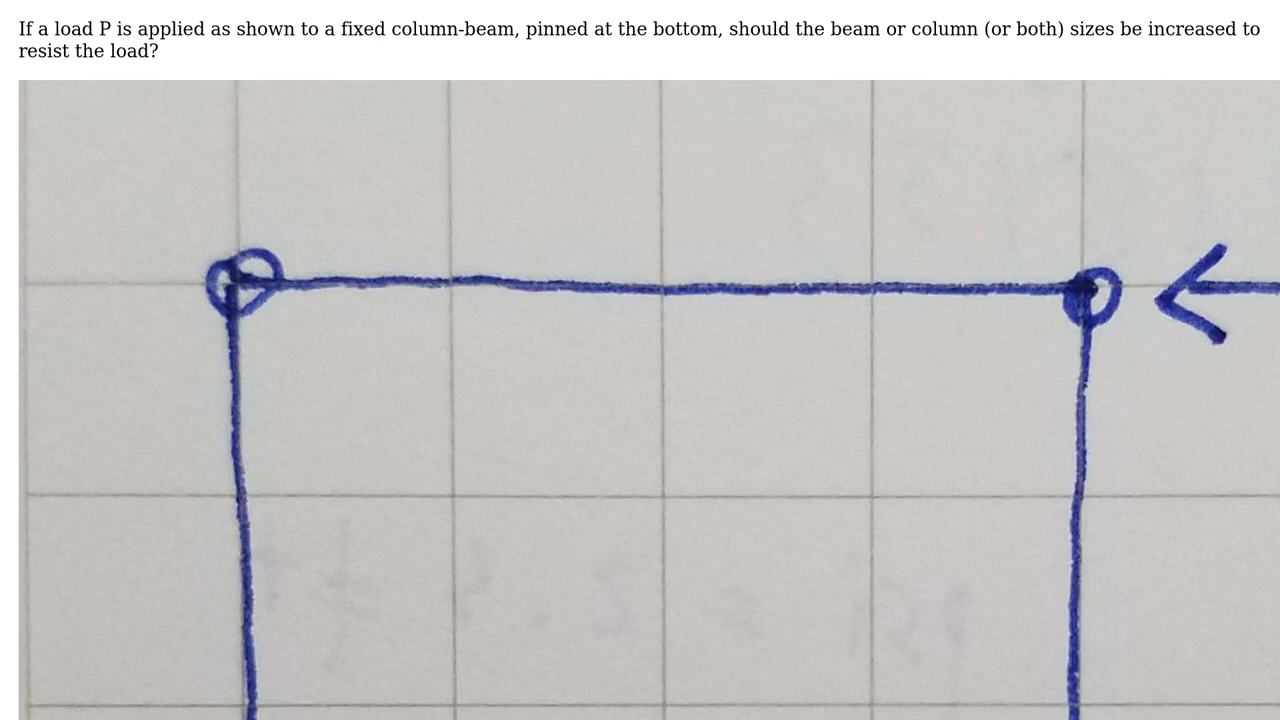 If a load P is applied as shown to a fixed column-beam, pinned at the bottom, should the beam or column (or both) sizes be increased to
resist the load?